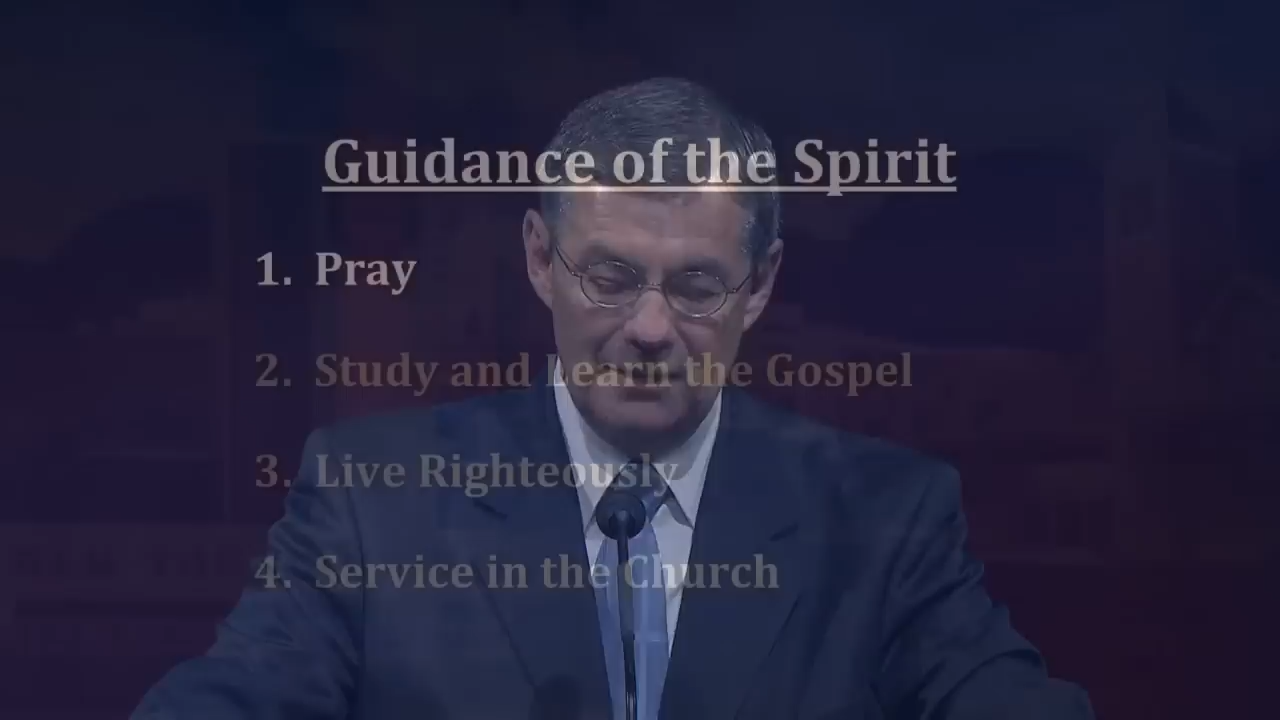 Guidance of the Spirit
1. Pray
2. Study and Learn the Gospel
3. Live Righteously
4. Service in the Church